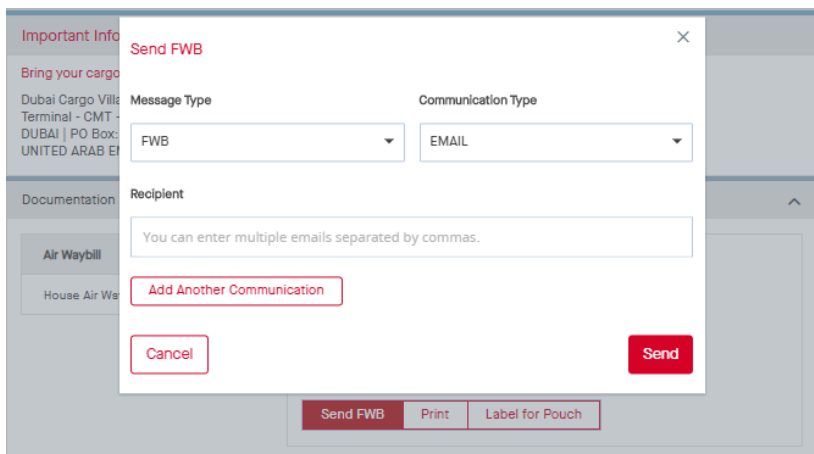 Important Info
Send FWB
Bring your cargo
Dubai Cargo Villa
Message Type
Communication Type
Terminal - CMT -
DUBAI | PO Box:
FWB
EMAIL
UNITED ARAB E
Documentation
Recipient
You can enter multiple emails separated by commas.
Air Waybill
House Air Wa
Add Another Communication
Cancel
Send
Send FWB
Print
Label for Pouch